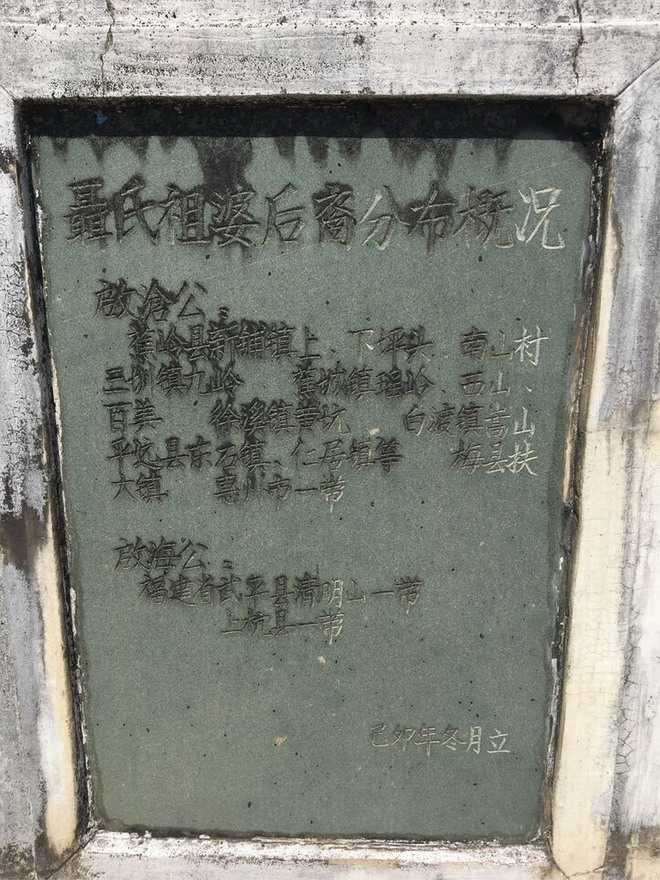 聶氏祖婆后裔分布概况
啟滄公：
蕉岭县新铺镇上、下坪头 南山村
三圳镇九岭 蕉城镇瑶岭、西山、
百美 徐溪镇黄坑 白渡镇嵩山
平远县东石镇、仁居镇等 梅县扶
大镇 惠州市一带
啟海公：
福建省武平县清明山一带
上杭县一带
己卯年冬月立